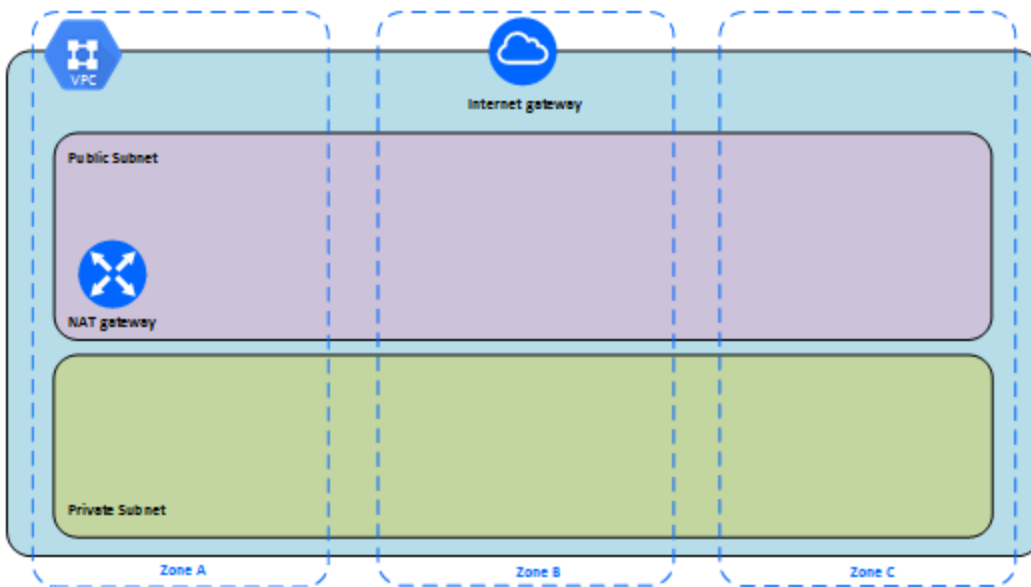 VPC
Internet gateway
Public Subnet
NAT gateway
Private Subnet
Zone A
Zone B
Zone C